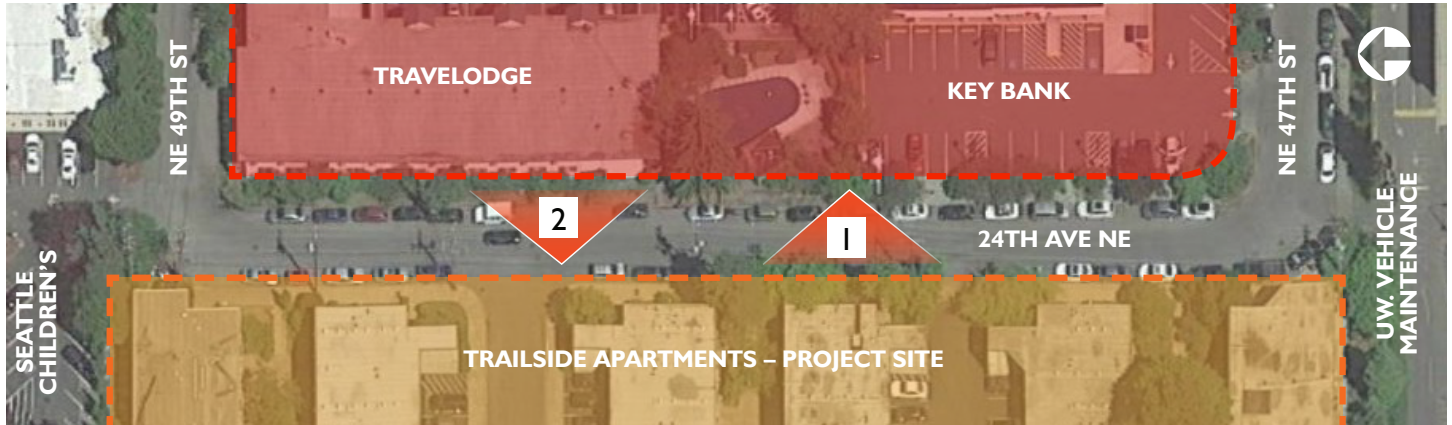 TRAVELODGE
KEY BANK
NE 49TH ST
NE 47TH ST
2
1
24TH AVE NE
SEATTLE
CHILDREN'S
UW. VEHICLE
MAINTENANCE
TRAILSIDE APARTMENTS – PROJECT SITE